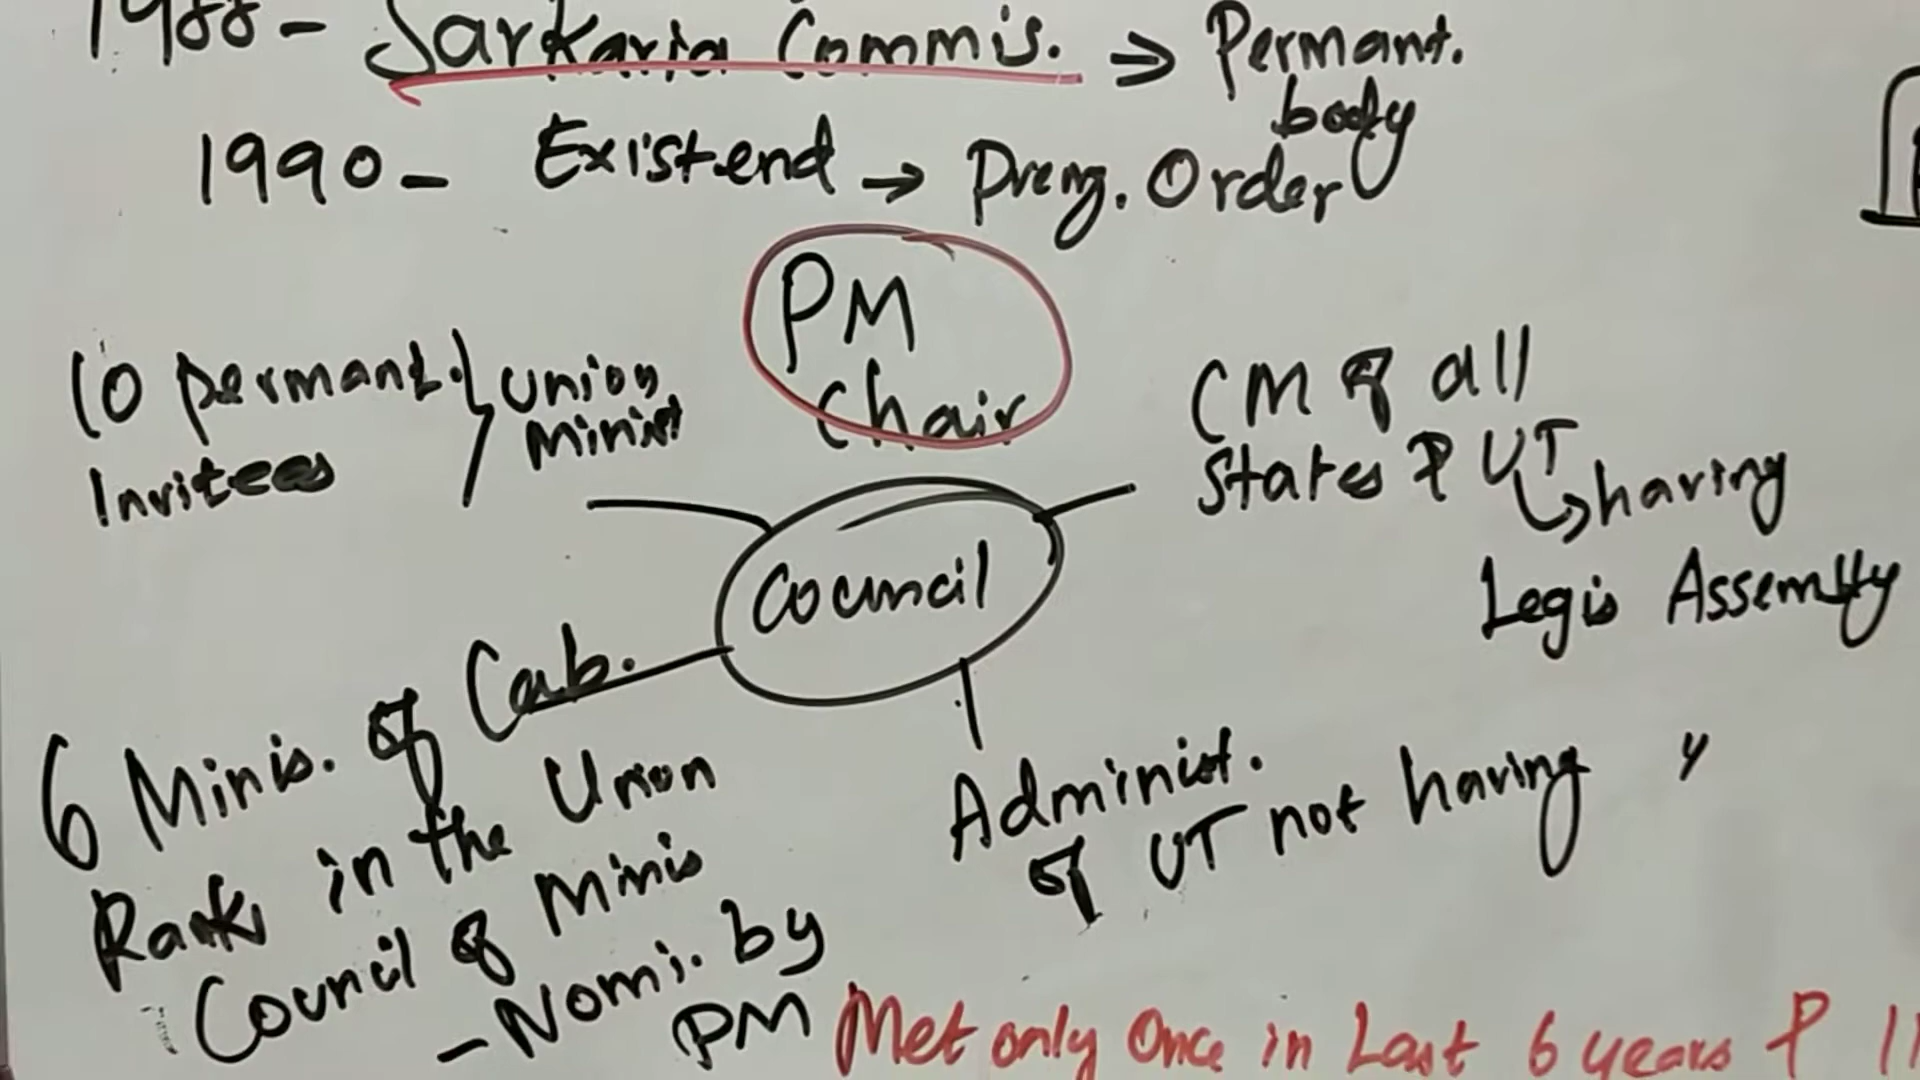 1988 - Sarkaria Commis. ⇒ Permant.
body
1990 - Existend → Order
PM
Chair
10 permant.
Invitees
Union
Minist
CM of all
States & UT
↳ having
Legis Assembly
Council
6 Minis. of Cab.
Rank in the Union
Council of Minis
- Nomi. by
PM
Administ.
of UT not having "
Met only Once in Last 6 years &